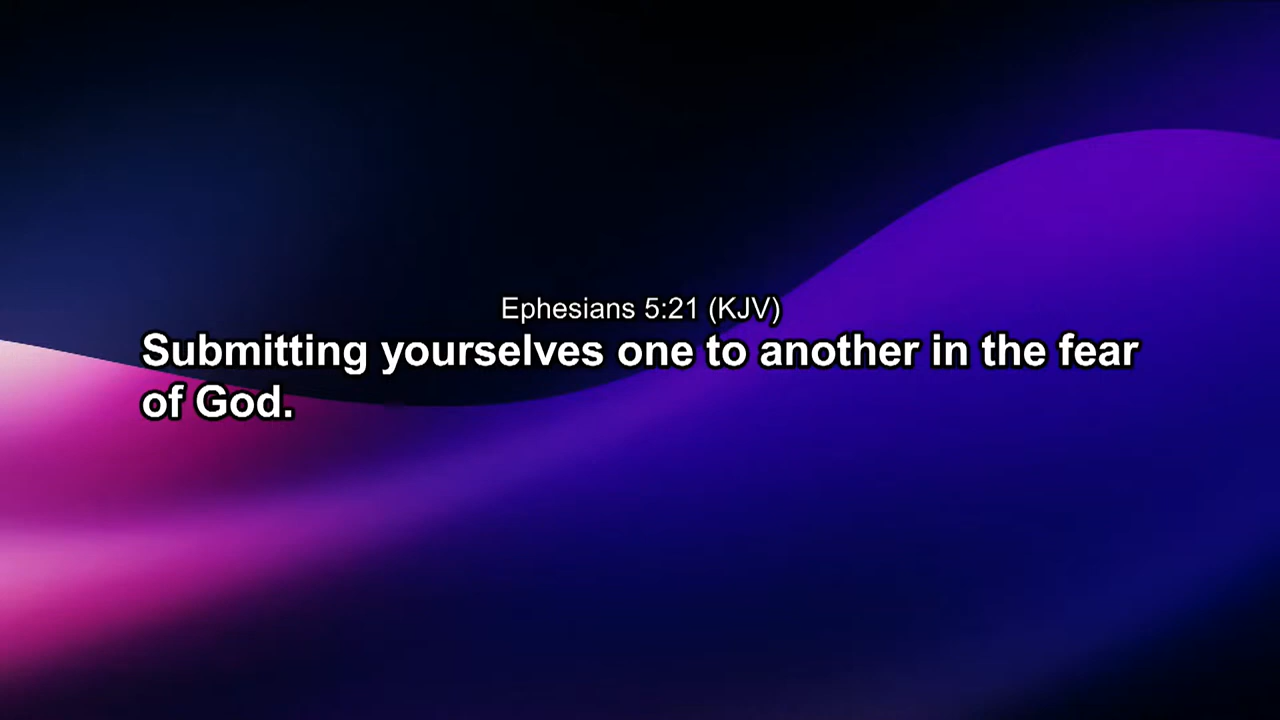 Ephesians 5:21 (KJV)
Submitting yourselves one to another in the fear
of God.